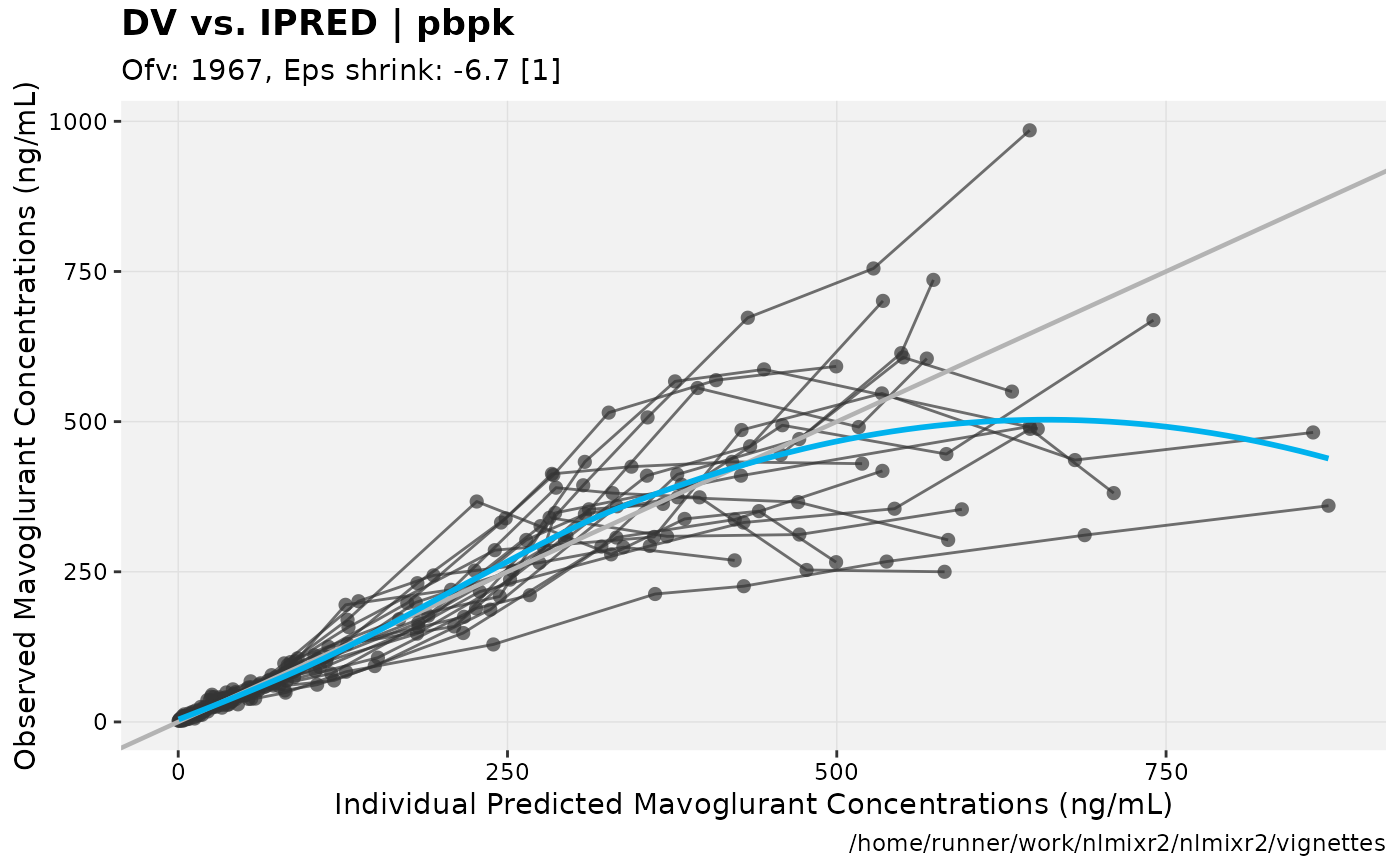 DV vs. IPRED | pbpk
Ofv: 1967, Eps shrink: -6.7 [1]
Observed Mavoglurant Concentrations (ng/mL)
1000
750
500
250
0
0 250 500 750
Individual Predicted Mavoglurant Concentrations (ng/mL)
/home/runner/work/nlmixr2/nlmixr2/vignettes